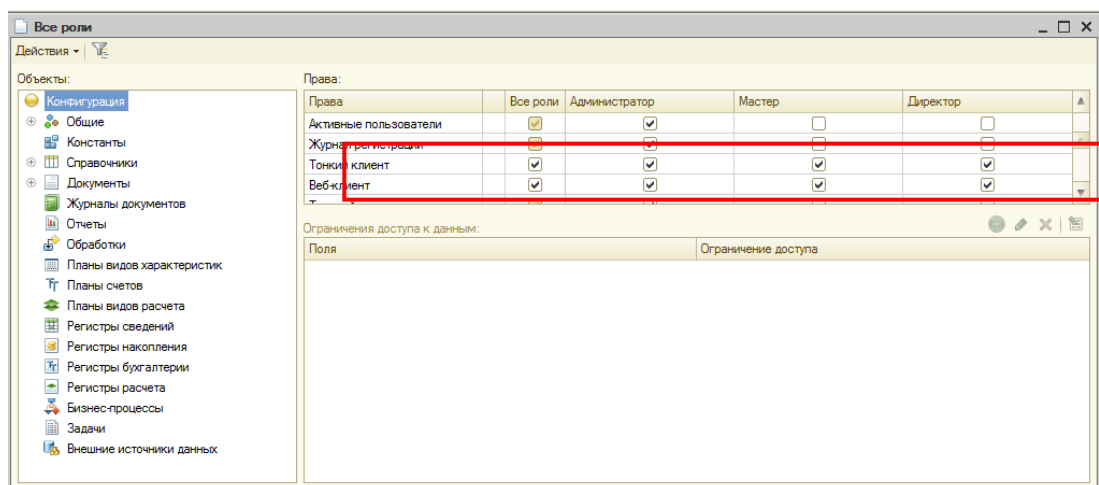 Все роли
Действия
Объекты:
Права:
Конфигурация
Права Все роли Администратор Мастер Директор
Общие
Активные пользователи
Константы
Журнал регистрации
Справочники
Тонкий клиент
Документы
Веб-клиент
Журналы документов
Отчеты
Ограничения доступа к данным:
Обработки
Поля Ограничение доступа
Планы видов характеристик
Планы счетов
Планы видов расчета
Регистры сведений
Регистры накопления
Регистры бухгалтерии
Регистры расчета
Бизнес-процессы
Задачи
Внешние источники данных